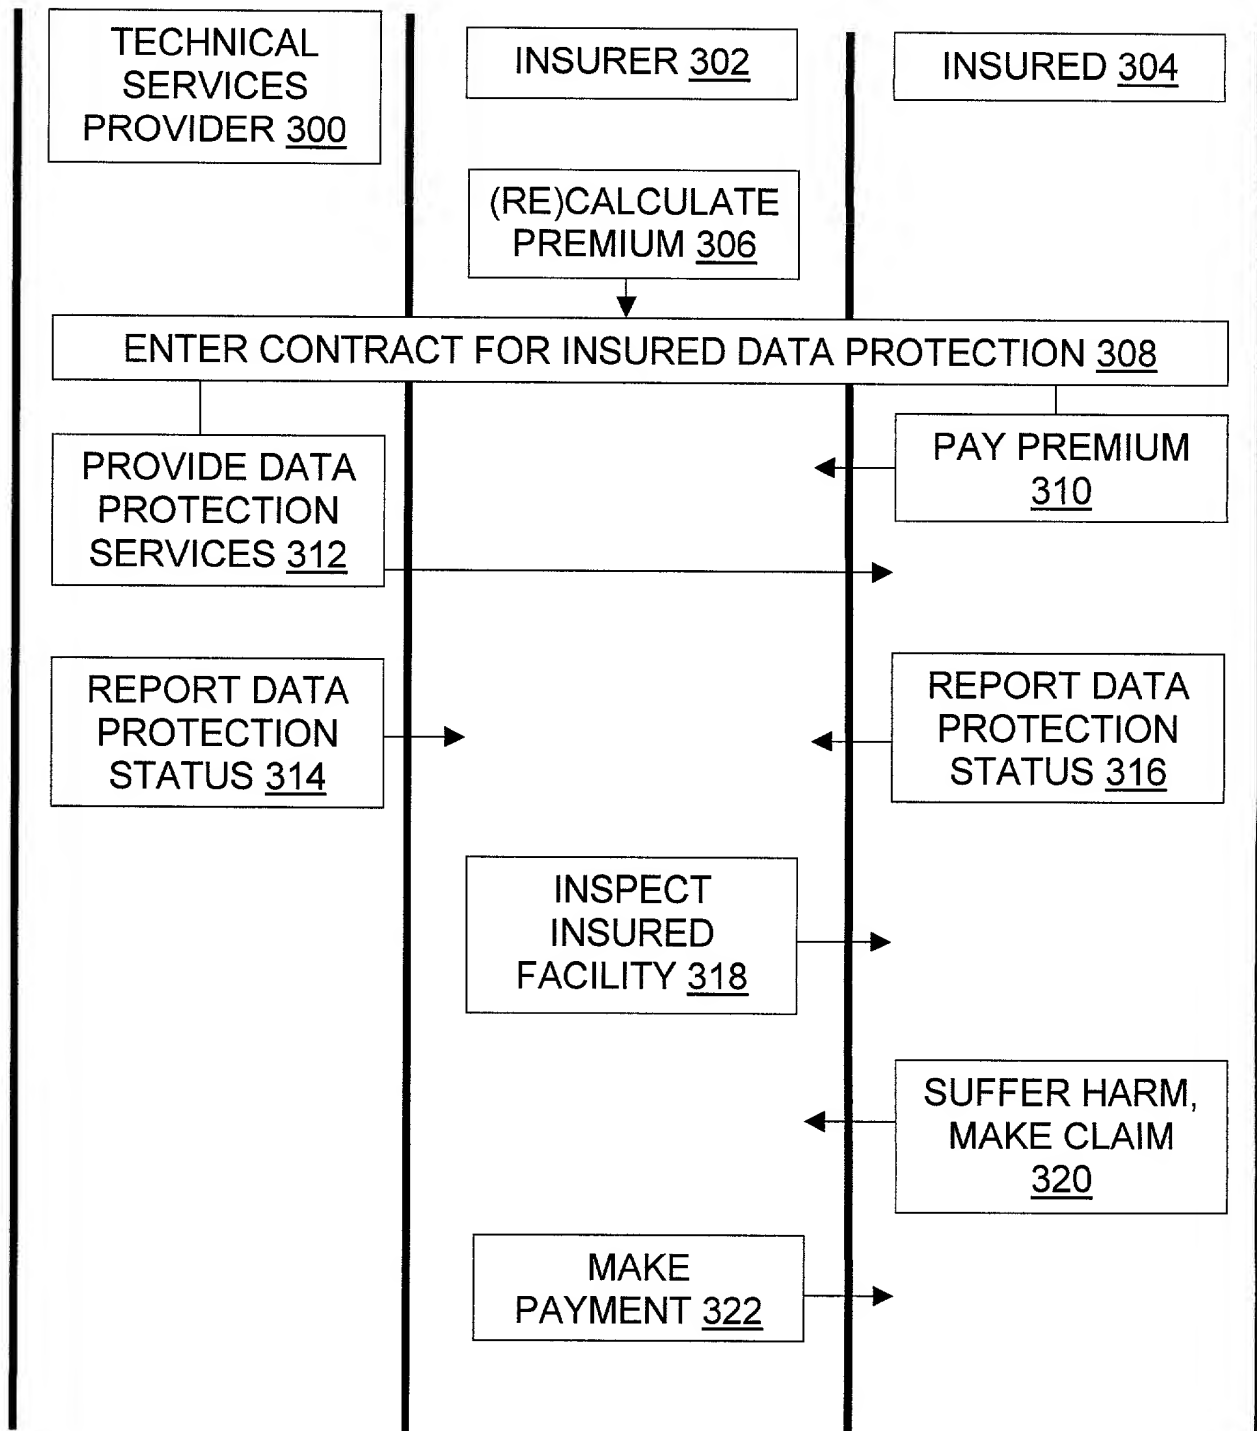 TECHNICAL
SERVICES
PROVIDER 300
INSURER 302
INSURED 304
(RE)CALCULATE
PREMIUM 306
ENTER CONTRACT FOR INSURED DATA PROTECTION 308
PROVIDE DATA
PROTECTION
SERVICES 312
PAY PREMIUM
310
REPORT DATA
PROTECTION
STATUS 314
REPORT DATA
PROTECTION
STATUS 316
INSPECT
INSURED
FACILITY 318
SUFFER HARM,
MAKE CLAIM
320
MAKE
PAYMENT 322